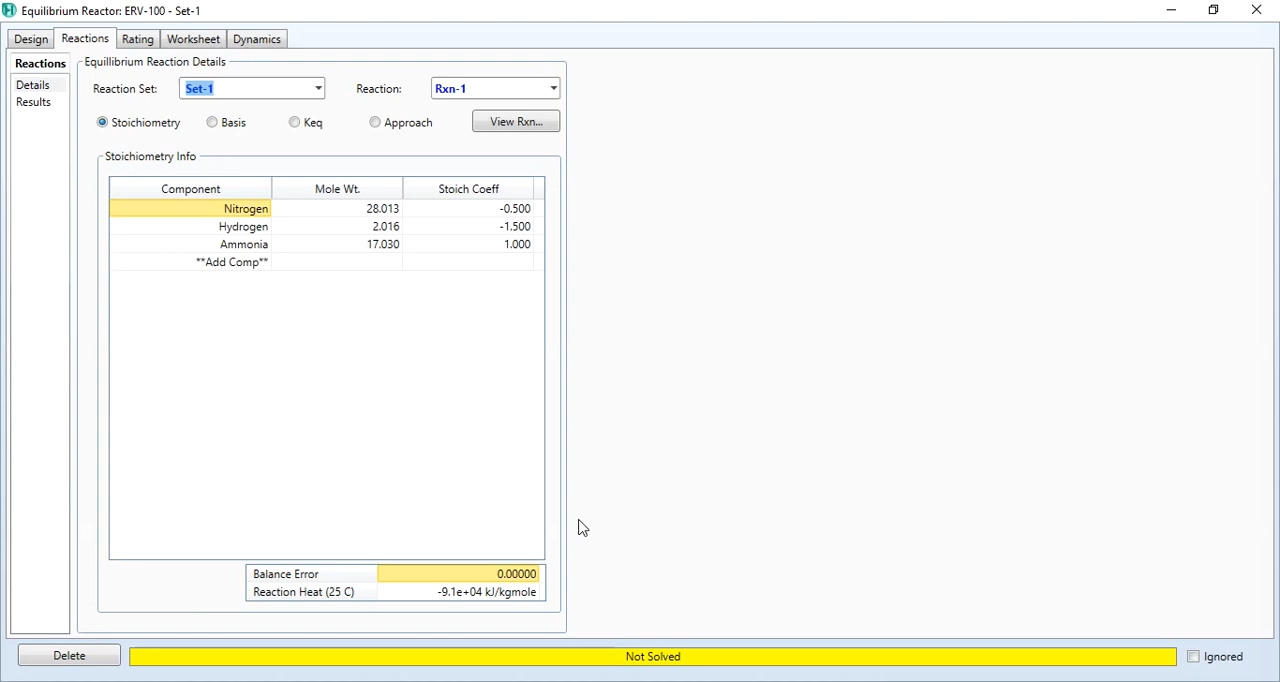 Equilibrium Reactor: ERV-100 - Set-1
Design Reactions Rating Worksheet Dynamics
Reactions
Details
Results
Equillibrium Reaction Details
Reaction Set: Set-1 Reaction: Rxn-1
Stoichiometry Basis Keq Approach View Rxn...
Stoichiometry Info
Component Mole Wt. Stoich Coeff
Nitrogen 28.013 -0.500
Hydrogen 2.016 -1.500
Ammonia 17.030 1.000
**Add Comp**
Balance Error 0.00000
Reaction Heat (25 C) -9.1e+04 kJ/kgmole
Delete Not Solved Ignored